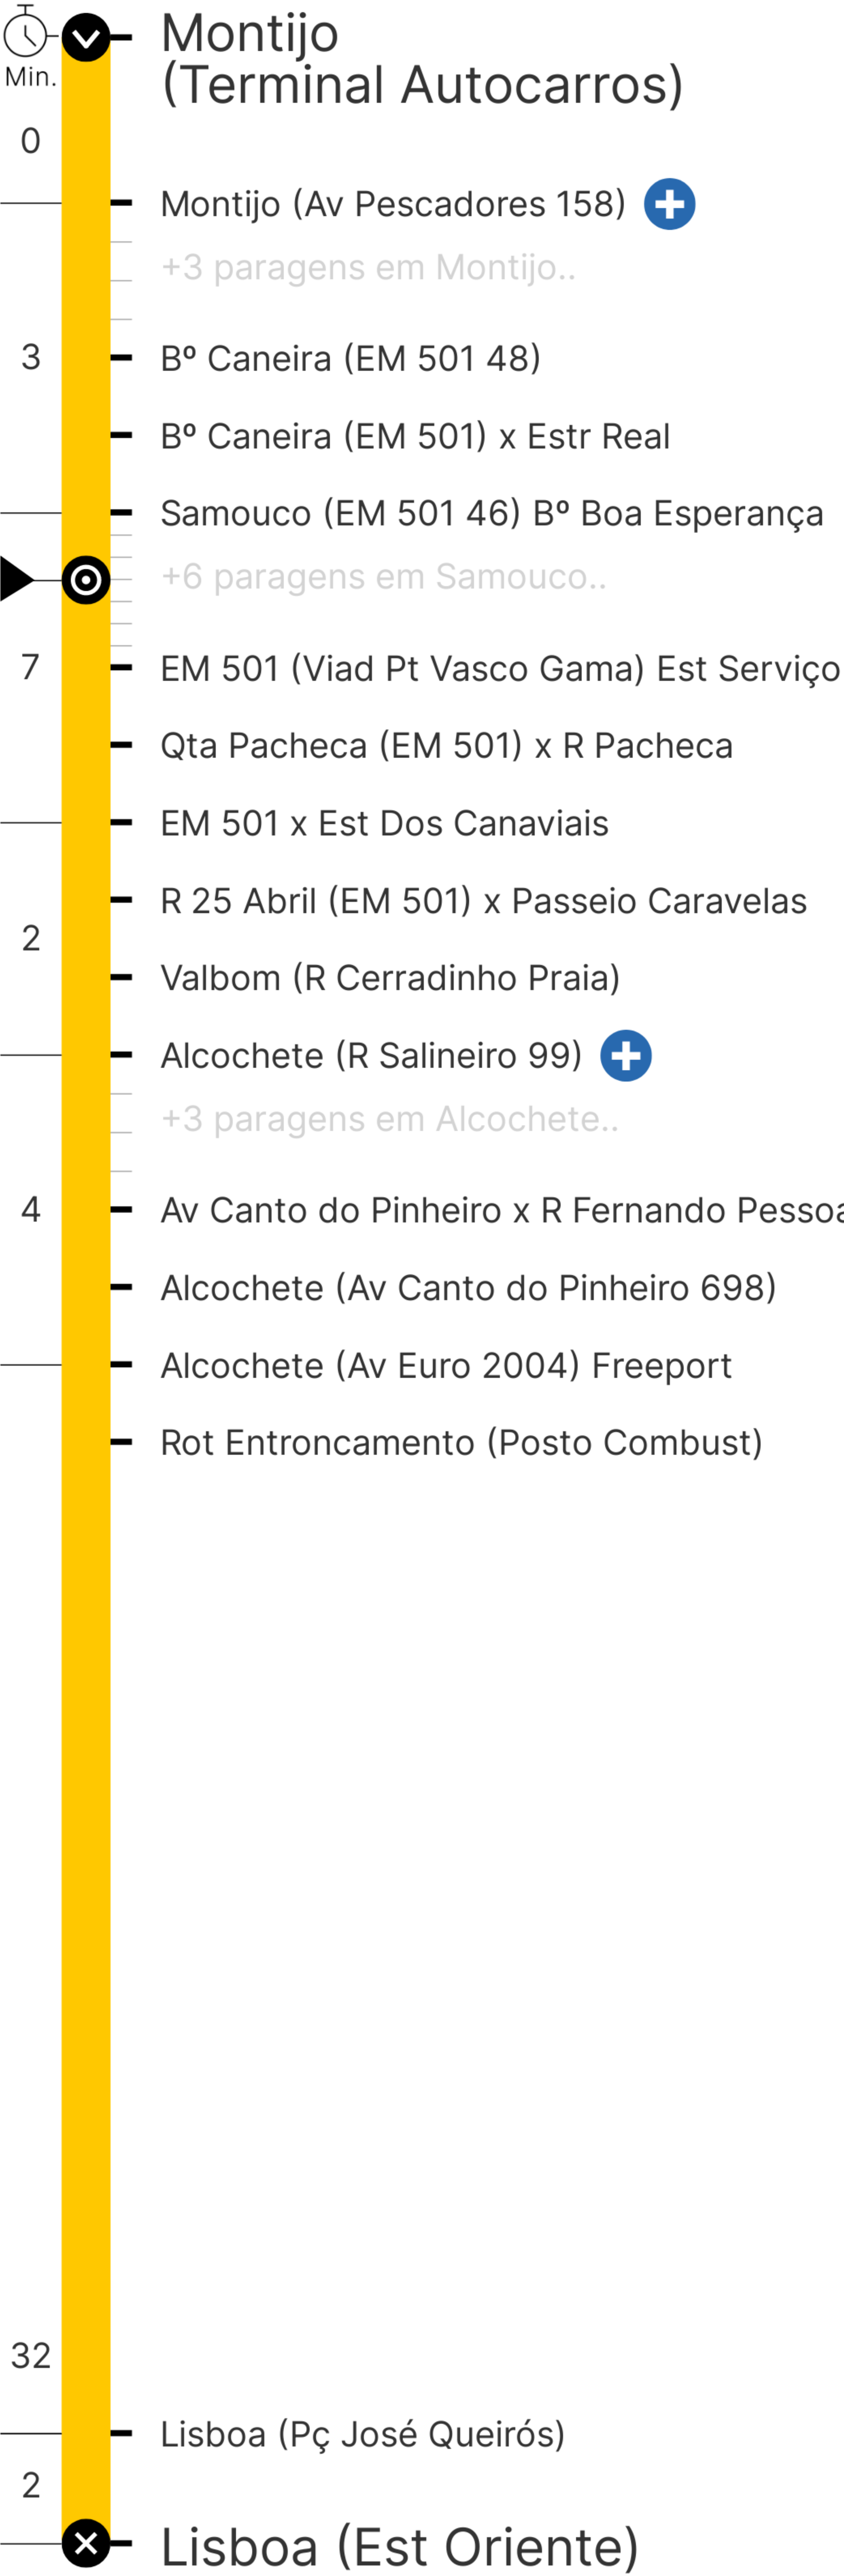 Montijo
(Terminal Autocarros)
Min.
0
Montijo (Av Pescadores 158)
+3 paragens em Montijo..
3
Bº Caneira (EM 501 48)
Bº Caneira (EM 501) x Estr Real
Samouco (EM 501 46) Bº Boa Esperança
+6 paragens em Samouco..
7
EM 501 (Viad Pt Vasco Gama) Est Serviço
Qta Pacheca (EM 501) x R Pacheca
EM 501 x Est Dos Canaviais
R 25 Abril (EM 501) x Passeio Caravelas
2
Valbom (R Cerradinho Praia)
Alcochete (R Salineiro 99)
+3 paragens em Alcochete..
4
Av Canto do Pinheiro x R Fernando Pessoa
Alcochete (Av Canto do Pinheiro 698)
Alcochete (Av Euro 2004) Freeport
Rot Entroncamento (Posto Combust)
32
Lisboa (Pç José Queirós)
2
Lisboa (Est Oriente)